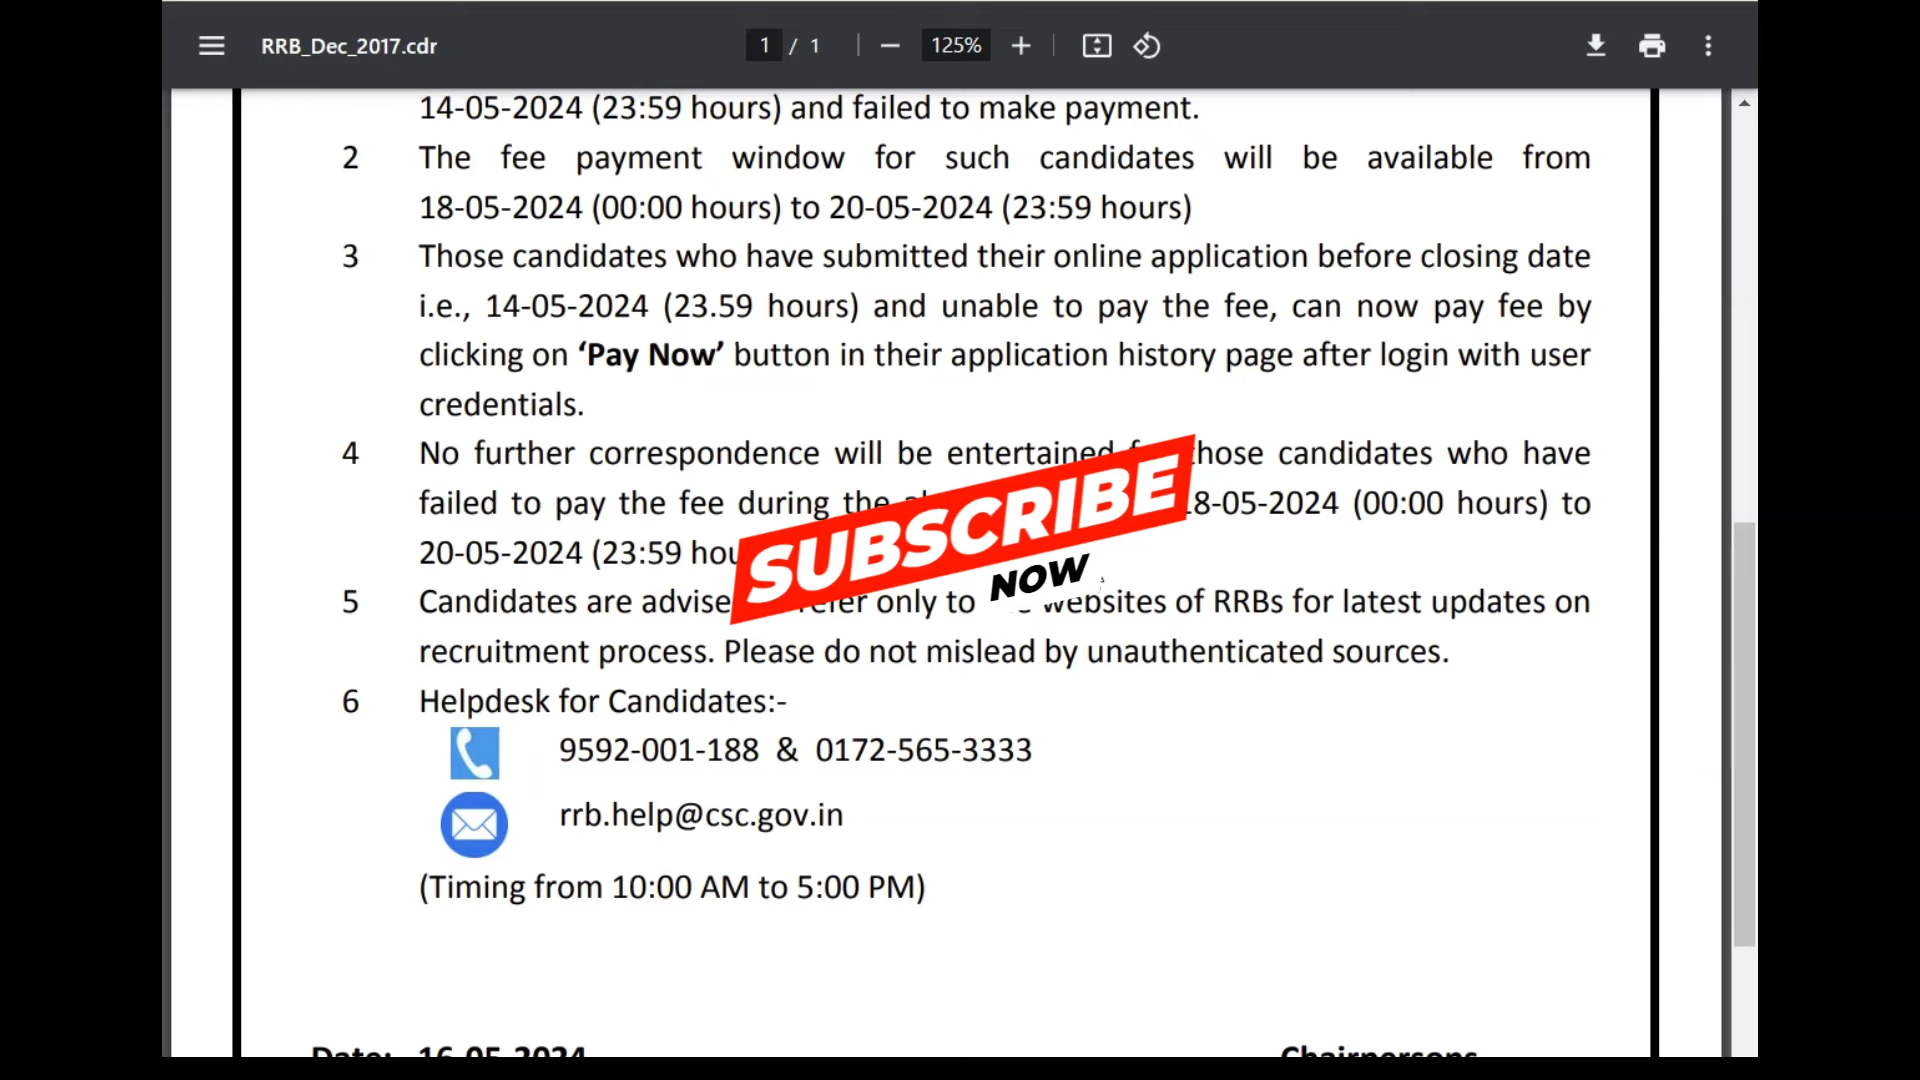 RRB_Dec_2017.cdr
1 / 1
125%
14-05-2024 (23:59 hours) and failed to make payment.
2 The fee payment window for such candidates will be available from
18-05-2024 (00:00 hours) to 20-05-2024 (23:59 hours)
3 Those candidates who have submitted their online application before closing date
i.e., 14-05-2024 (23.59 hours) and unable to pay the fee, can now pay fee by
clicking on ‘Pay Now’ button in their application history page after login with user
credentials.
4 No further correspondence will be entertained those candidates who have
failed to pay the fee during the 18-05-2024 (00:00 hours) to
20-05-2024 (23:59
SUBSCRIBE
NOW
5 Candidates are advise refer only to websites of RRBs for latest updates on
recruitment process. Please do not mislead by unauthenticated sources.
6 Helpdesk for Candidates:-
9592-001-188 & 0172-565-3333
rrb.help@csc.gov.in
(Timing from 10:00 AM to 5:00 PM)
Date: 16-05-2024 Chairpersons